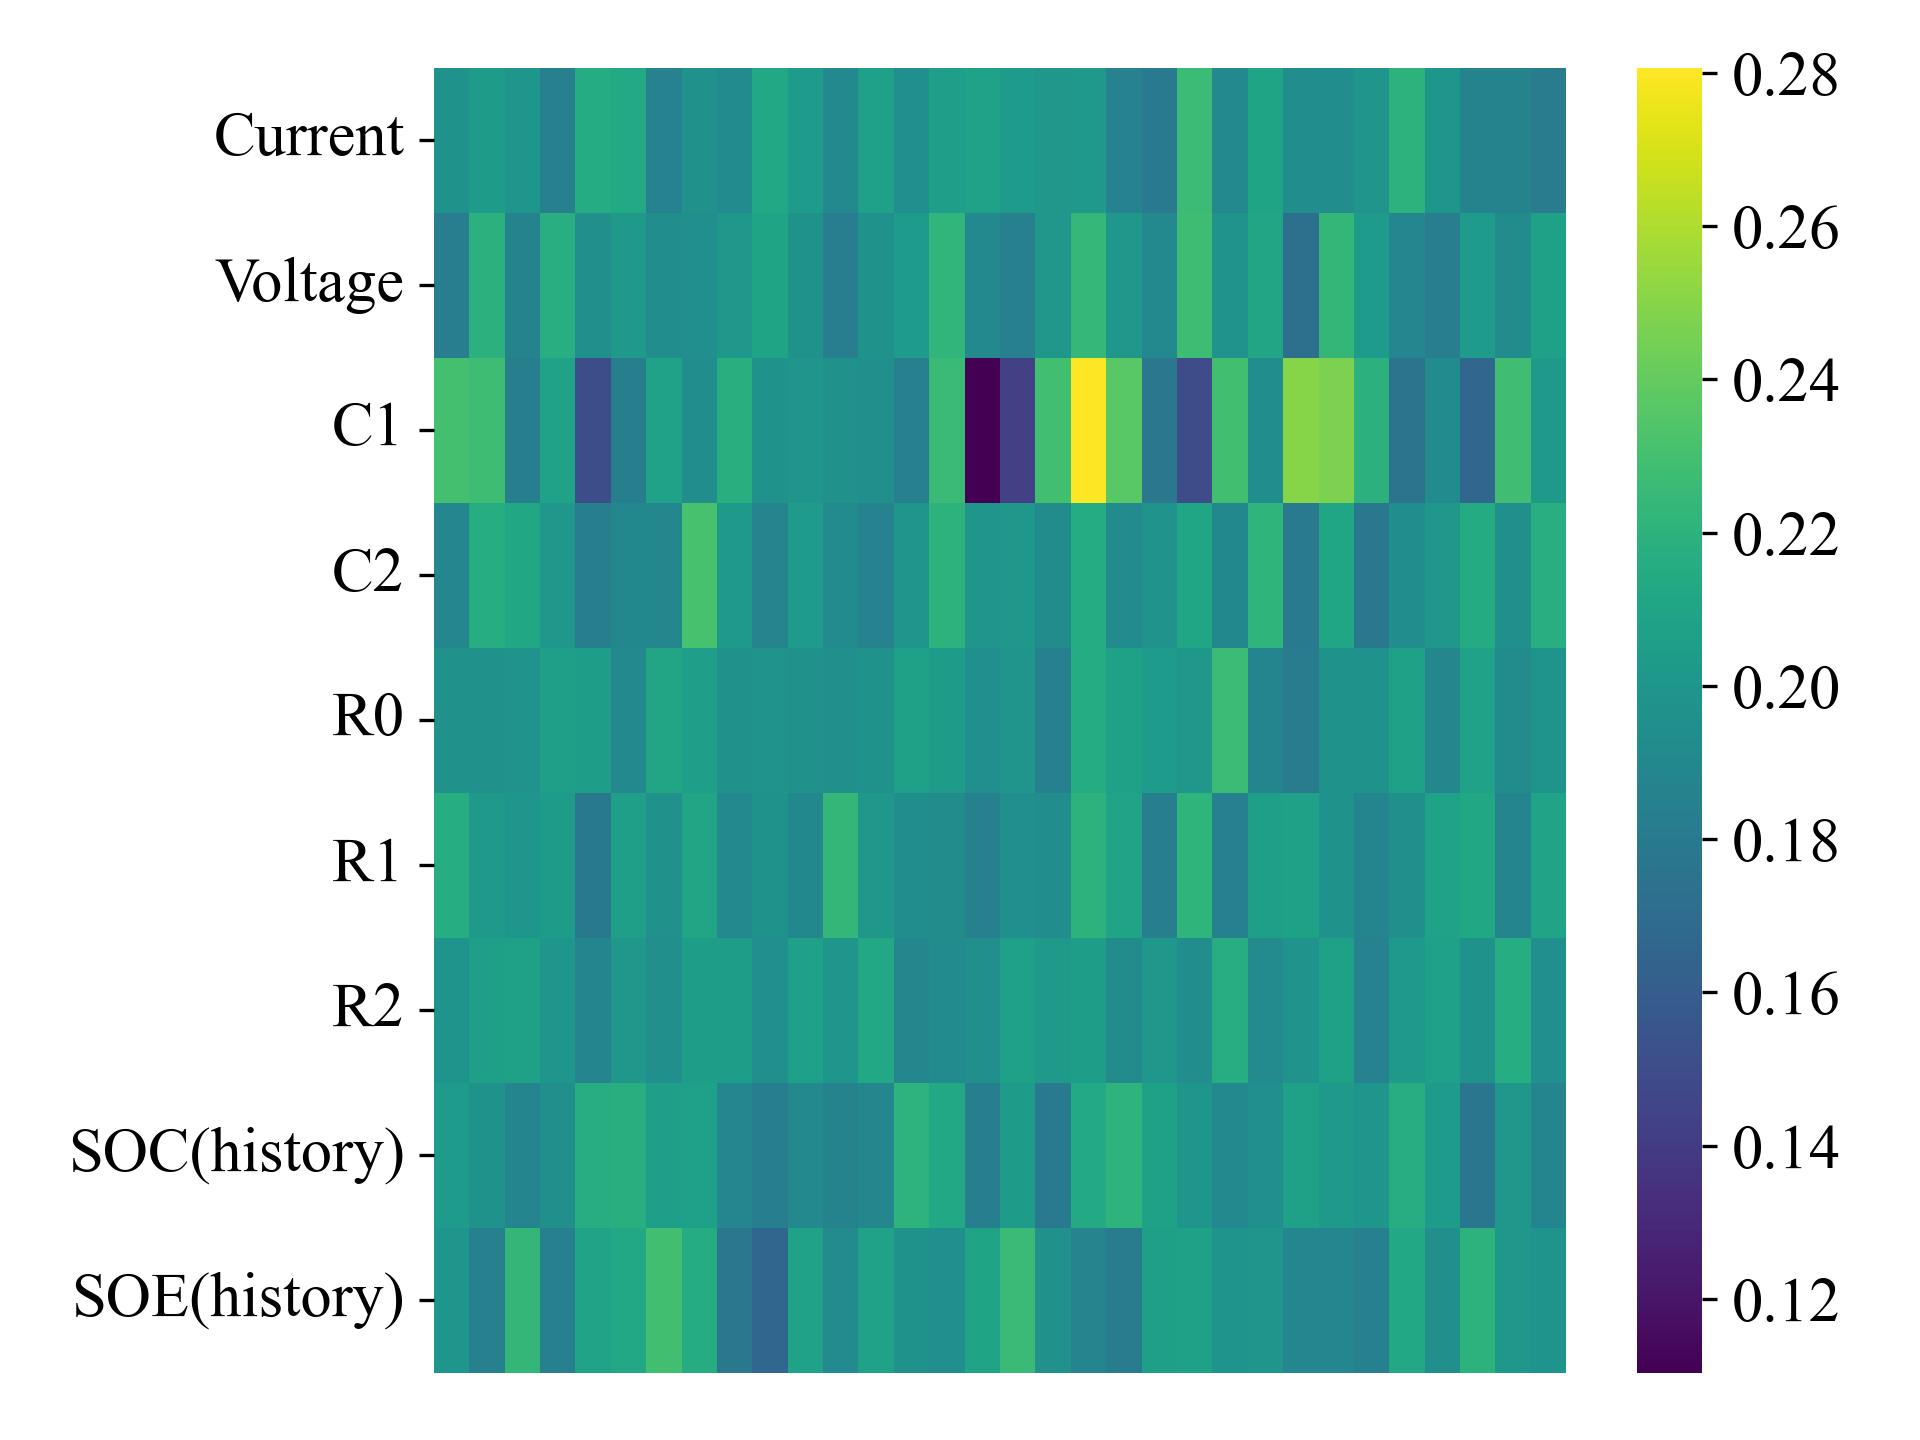 Current
Voltage
C1
C2
R0
R1
R2
SOC(history)
SOE(history)
0.28
0.26
0.24
0.22
0.20
0.18
0.16
0.14
0.12